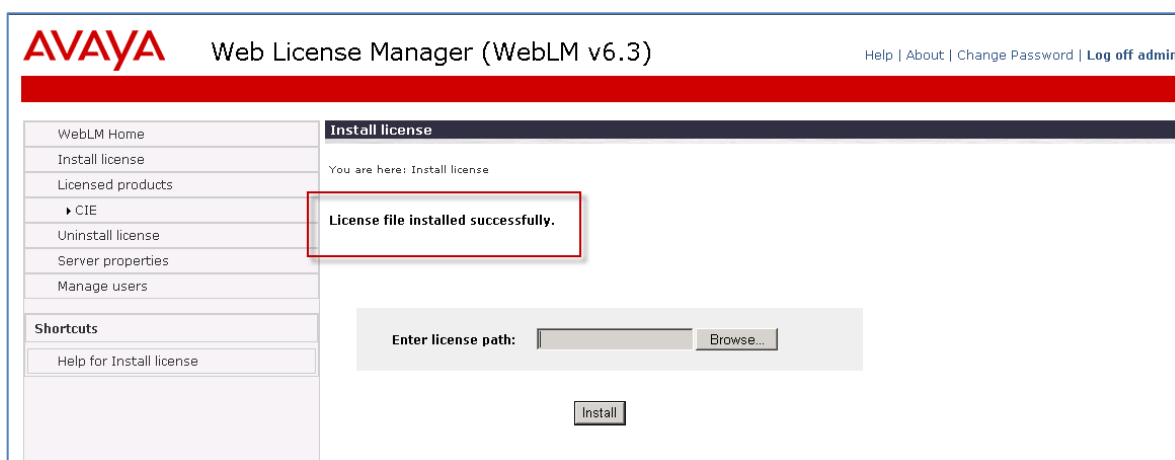 AVAYA Web License Manager (WebLM v6.3) Help | About | Change Password | Log off admin
WebLM Home
Install license
Licensed products
CIE
Uninstall license
Server properties
Manage users
Shortcuts
Help for Install license
Install license
You are here: Install license
License file installed successfully.
Enter license path: Browse...
Install